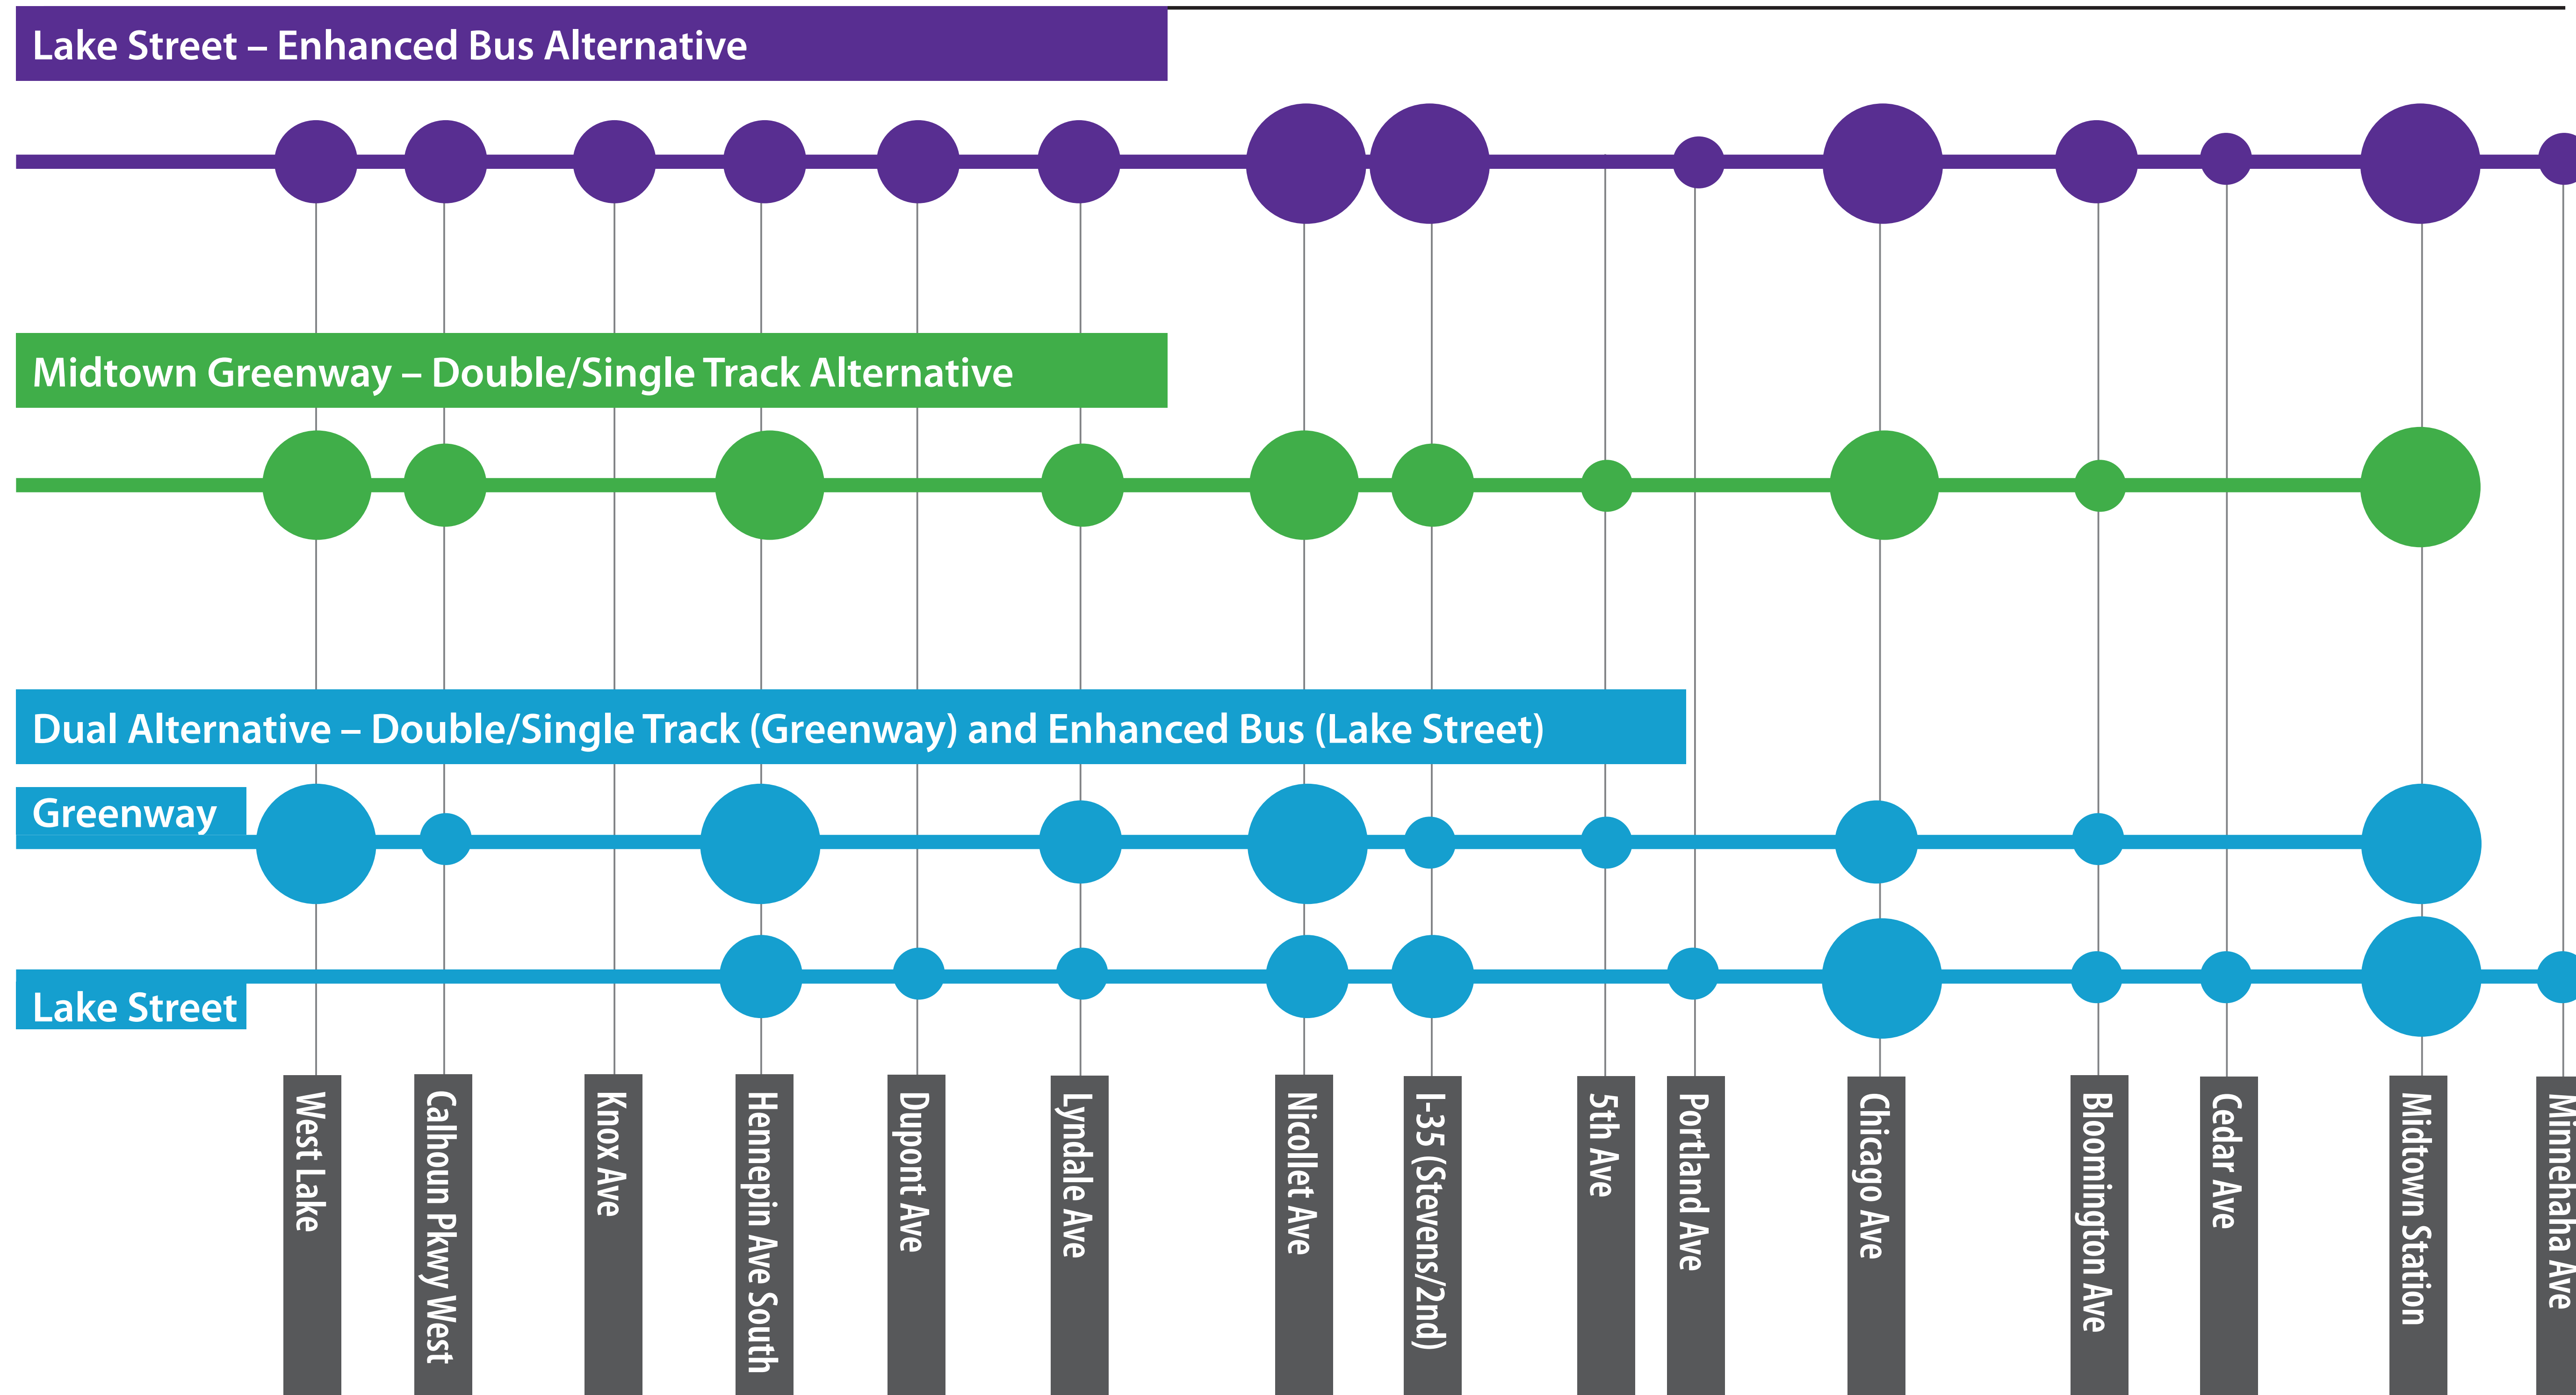 Lake Street – Enhanced Bus Alternative
Midtown Greenway – Double/Single Track Alternative
Dual Alternative – Double/Single Track (Greenway) and Enhanced Bus (Lake Street)
Greenway
Lake Street
West Lake
Calhoun Pkwy West
Knox Ave
Hennepin Ave South
Dupont Ave
Lyndale Ave
Nicollet Ave
I-35 (Stevens/2nd)
5th Ave
Portland Ave
Chicago Ave
Bloomington Ave
Cedar Ave
Midtown Station
Minnehaha Ave